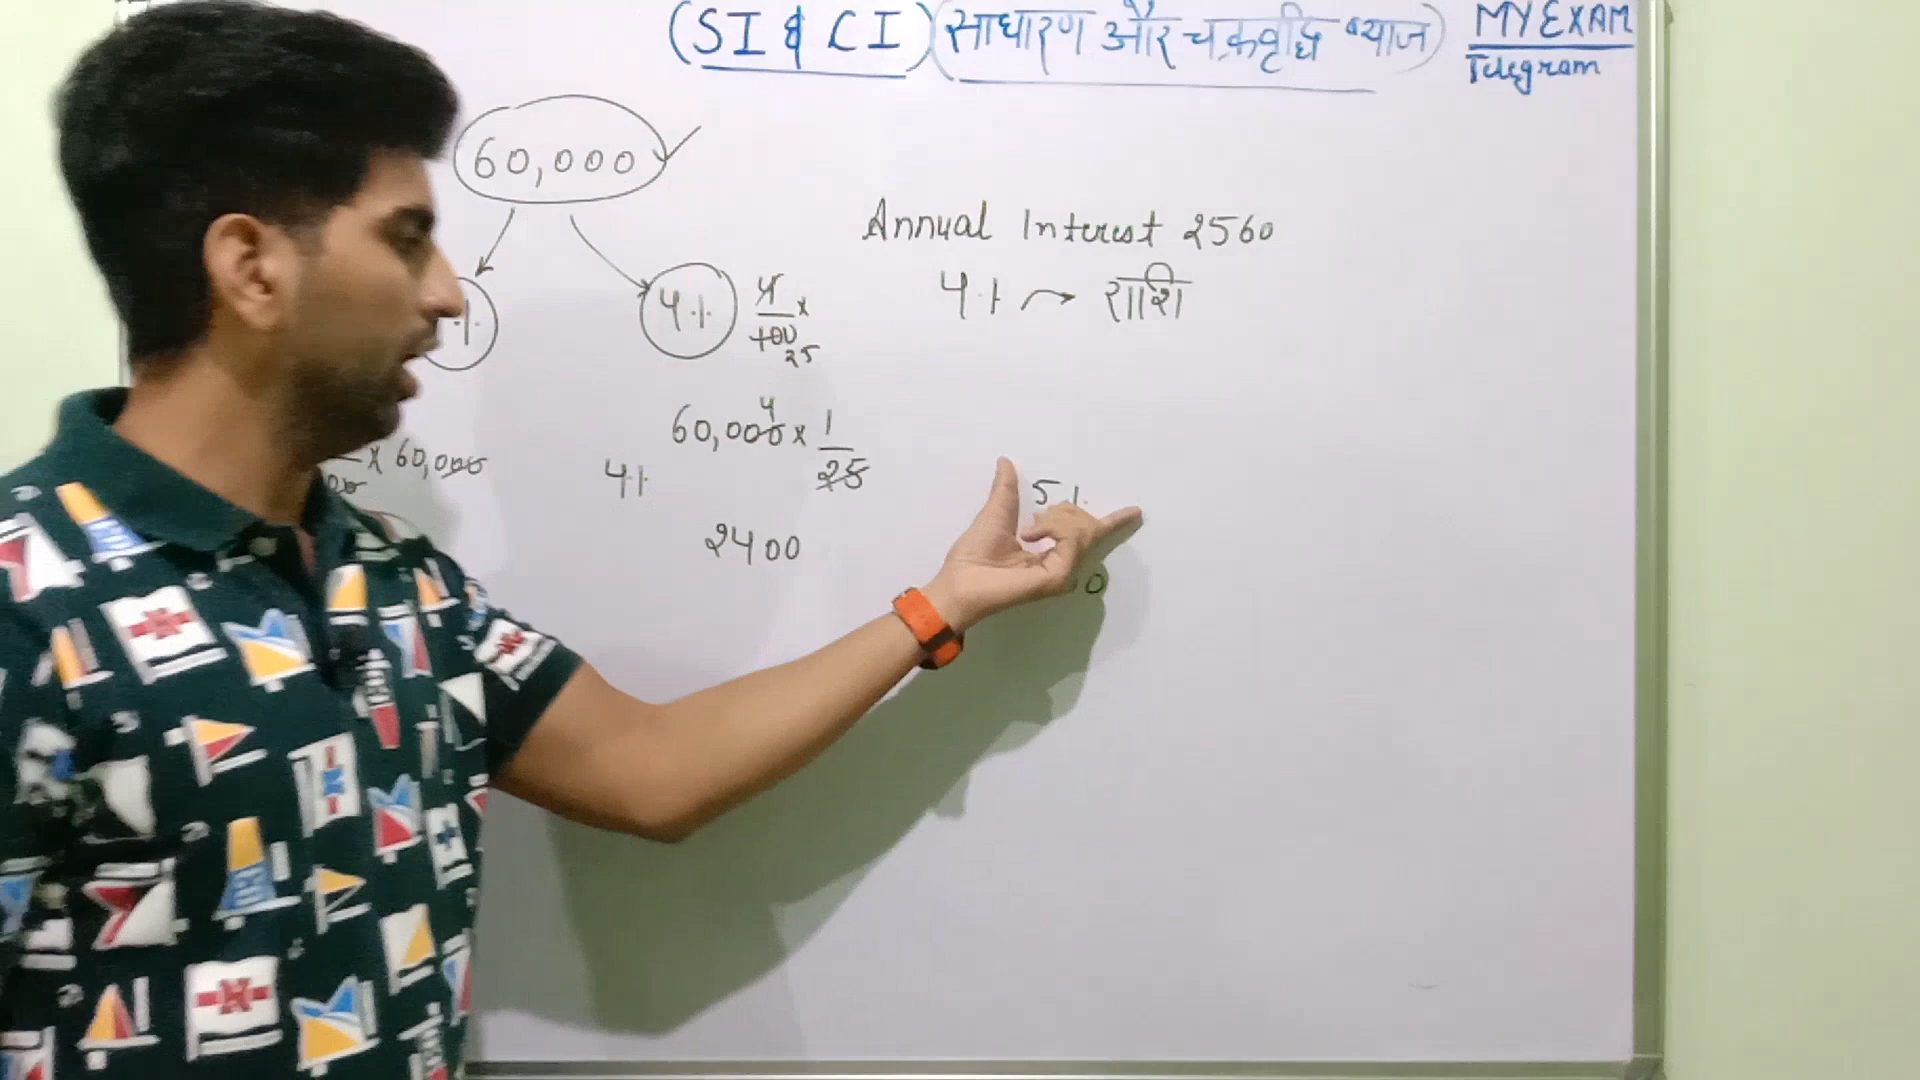 (SI & CI) (साधारण और चक्रवृद्धि ब्याज) MY EXAM
Telegram
60,000
Annual Interest 2560
4% → राशि
4% 4/100 x
25
4
60,000 x 1/25
x 60,000
4%
5%
2400